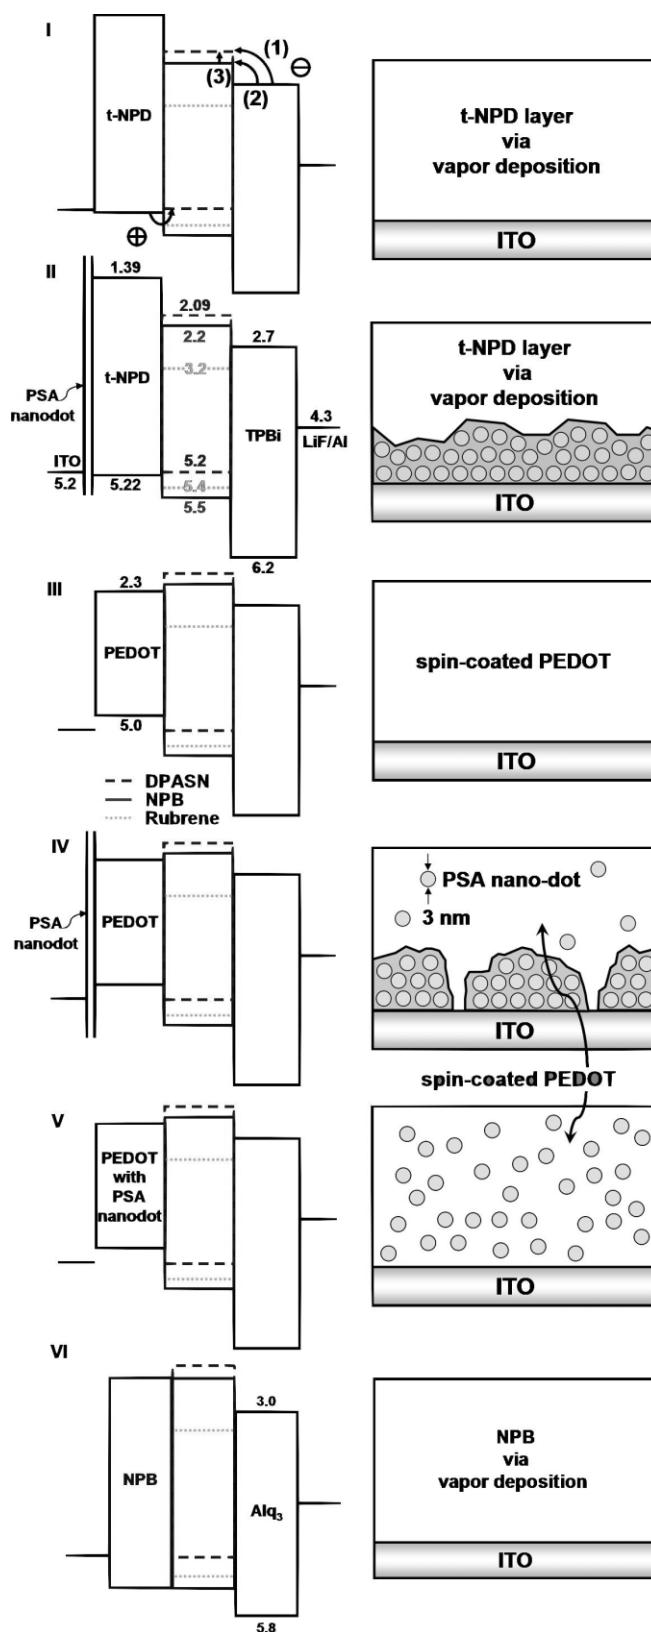 I
(1)
⊖
(3)
(2)
t-NPD
⊕
t-NPD layer
via
vapor deposition
ITO
II
1.39
2.09
2.2
2.7
3.2
PSA
nanodot
t-NPD
TPBi
4.3
LiF/Al
ITO
5.2
5.22
5.2
5.4
5.5
6.2
t-NPD layer
via
vapor deposition
ITO
III
2.3
PEDOT
5.0
spin-coated PEDOT
ITO
DPASN
NPB
Rubrene
IV
PSA
nanodot
PEDOT
PSA nano-dot
3 nm
ITO
spin-coated PEDOT
V
PEDOT
with
PSA
nanodot
ITO
VI
3.0
NPB
Alq3
5.8
NPB
via
vapor deposition
ITO